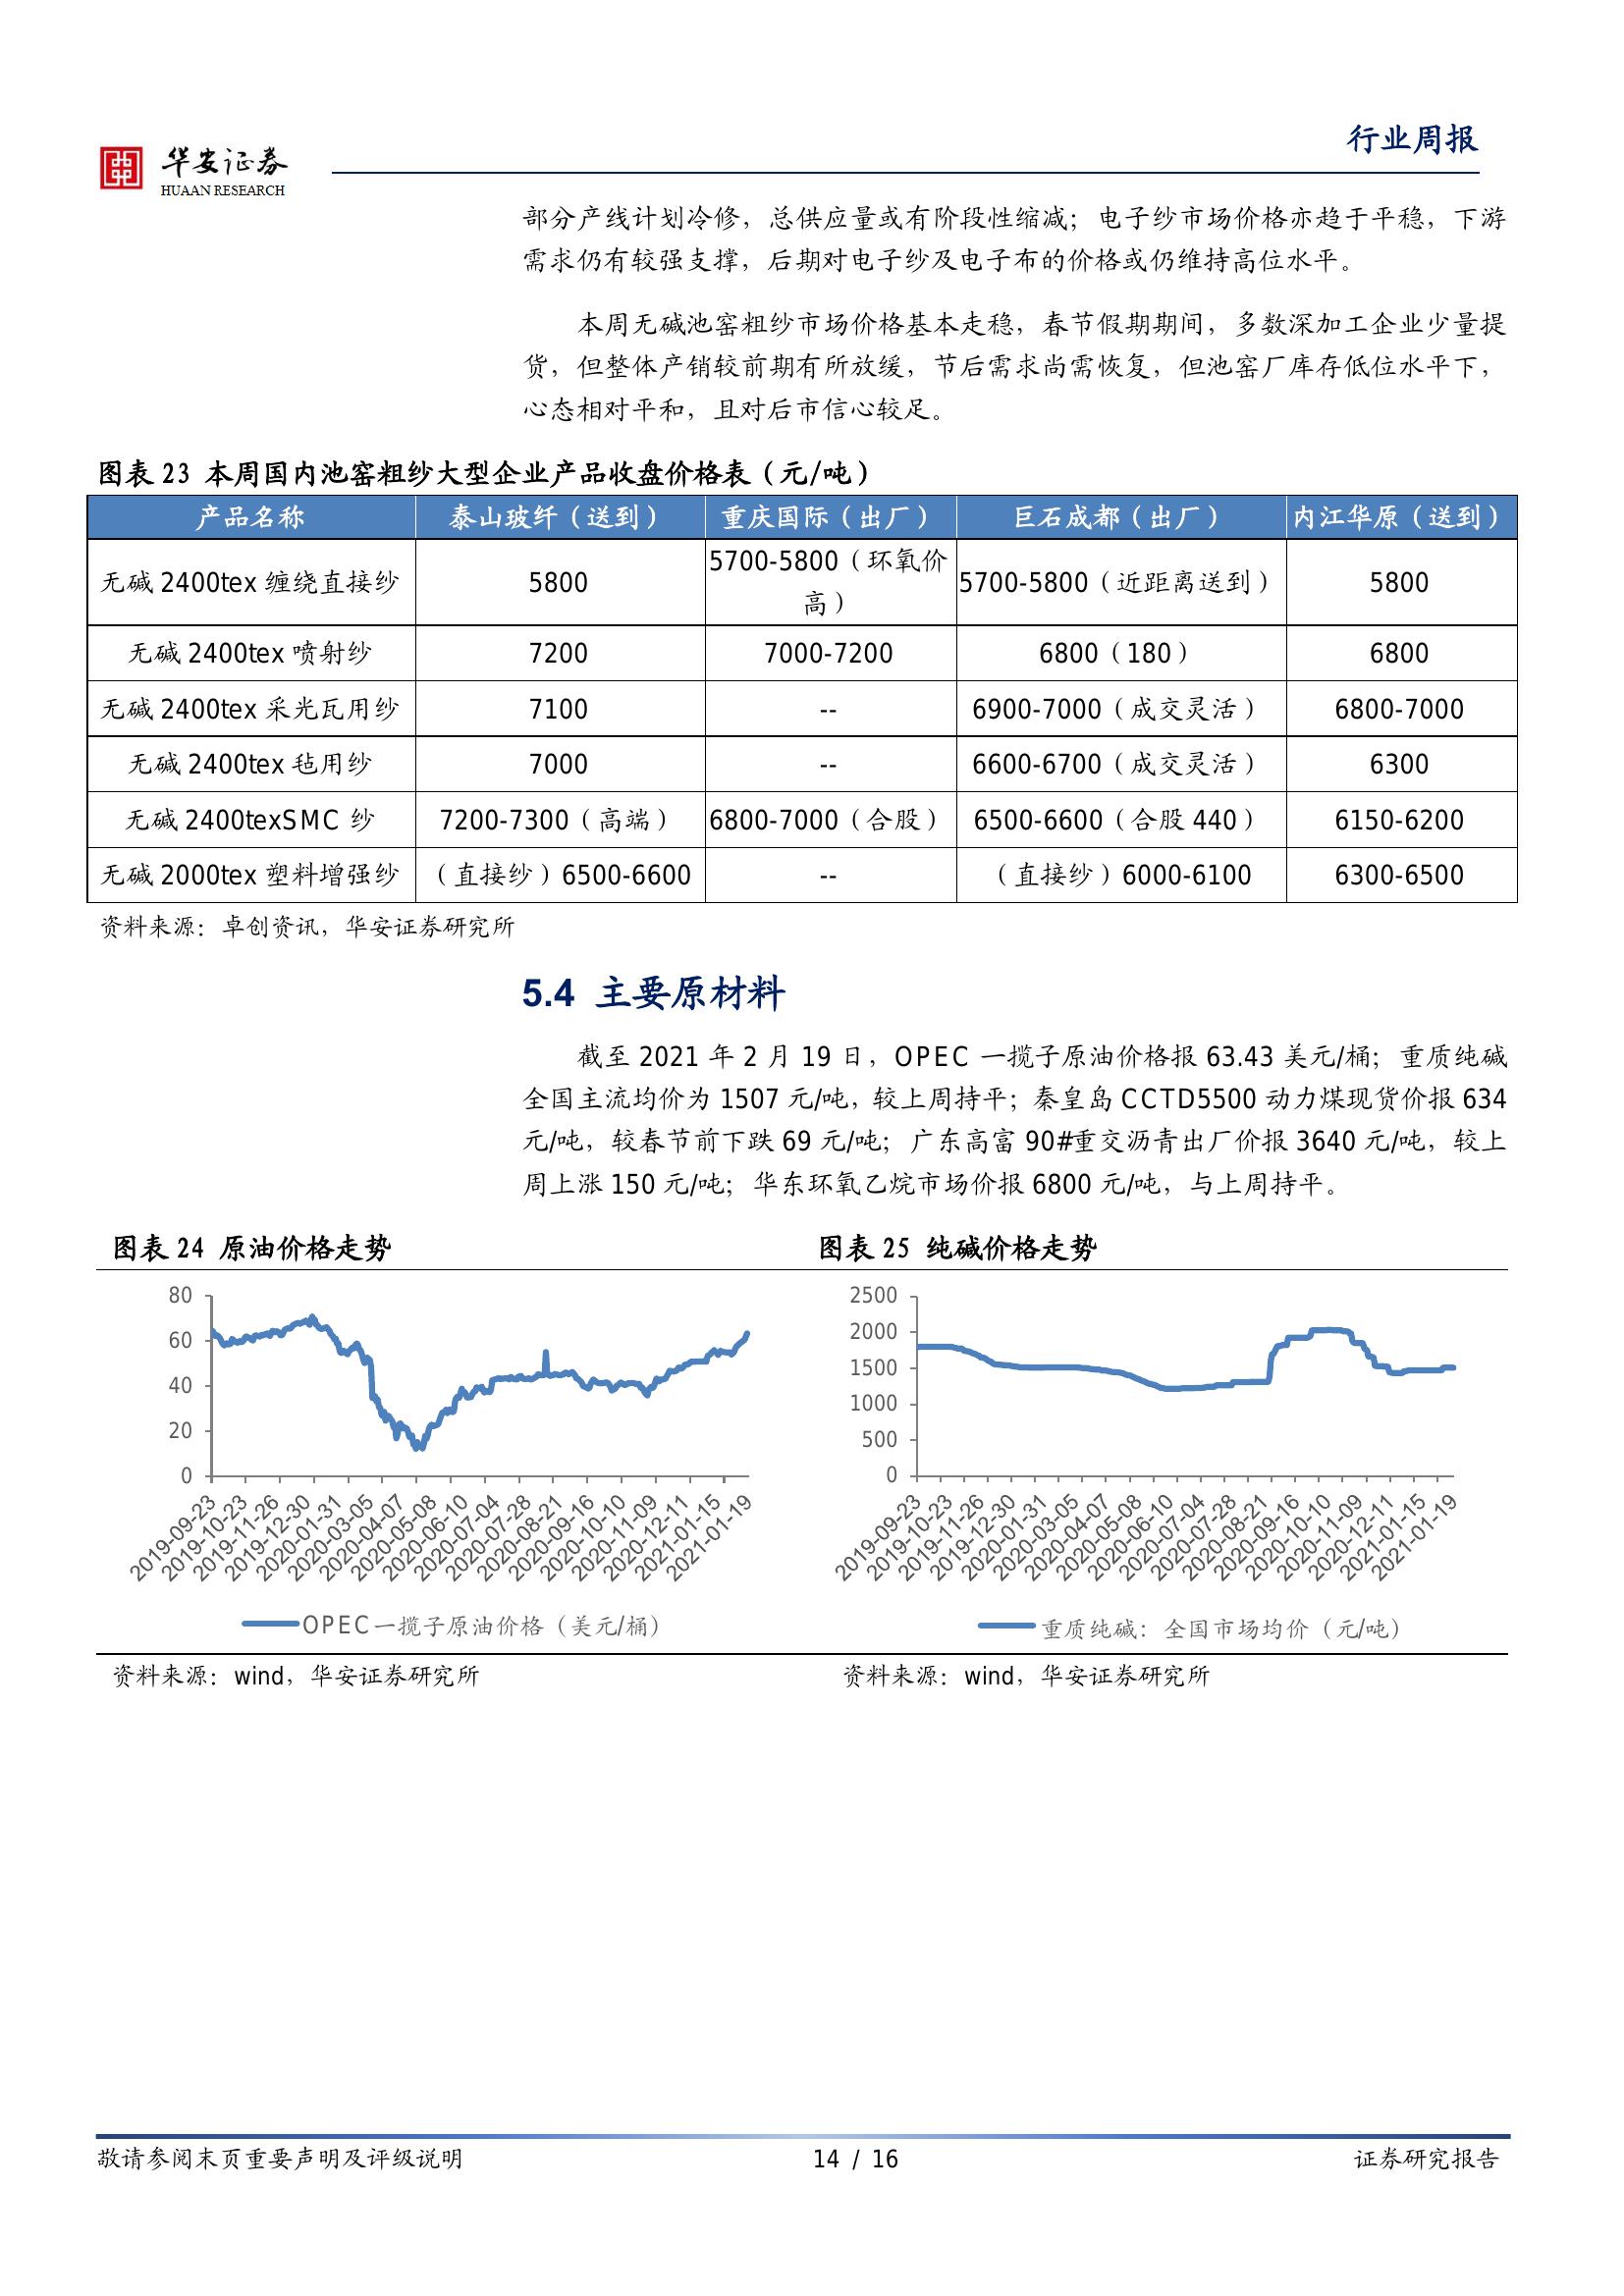 华安证券
HUAAN RESEARCH
行业周报
部分产线计划冷修，总供应量或有阶段性缩减；电子纱市场价格亦趋于平稳，下游
需求仍有较强支撑，后期对电子纱及电子布的价格或仍维持高位水平。
本周无碱池窑粗纱市场价格基本走稳，春节假期期间，多数深加工企业少量提
货，但整体产销较前期有所放缓，节后需求尚需恢复，但池窑厂库存低位水平下，
心态相对平和，且对后市信心较足。
图表 23 本周国内池窑粗纱大型企业产品收盘价格表（元/吨）
产品名称 泰山玻纤（送到） 重庆国际（出厂） 巨石成都（出厂） 内江华原（送到）
无碱 2400tex 缠绕直接纱 5800 5700-5800（环氧价高） 5700-5800（近距离送到） 5800
无碱 2400tex 喷射纱 7200 7000-7200 6800（180） 6800
无碱 2400tex 采光瓦用纱 7100 -- 6900-7000（成交灵活） 6800-7000
无碱 2400tex 毡用纱 7000 -- 6600-6700（成交灵活） 6300
无碱 2400texSMC 纱 7200-7300（高端） 6800-7000（合股） 6500-6600（合股 440） 6150-6200
无碱 2000tex 塑料增强纱 （直接纱）6500-6600 -- （直接纱）6000-6100 6300-6500
资料来源：卓创资讯，华安证券研究所
5.4 主要原材料
截至 2021 年 2 月 19 日，OPEC 一揽子原油价格报 63.43 美元/桶；重质纯碱
全国主流均价为 1507 元/吨，较上周持平；秦皇岛 CCTD5500 动力煤现货价报 634
元/吨，较春节前下跌 69 元/吨；广东高富 90#重交沥青出厂价报 3640 元/吨，较上
周上涨 150 元/吨；华东环氧乙烷市场价报 6800 元/吨，与上周持平。
图表 24 原油价格走势
80
60
40
20
0
2019-09-23
2019-10-23
2019-11-26
2019-12-30
2020-01-31
2020-03-05
2020-04-07
2020-05-08
2020-06-10
2020-07-04
2020-07-28
2020-08-21
2020-09-16
2020-10-10
2020-11-09
2020-12-11
2021-01-15
2021-01-19
OPEC一揽子原油价格（美元/桶）
资料来源：wind，华安证券研究所
图表 25 纯碱价格走势
2500
2000
1500
1000
500
0
2019-09-23
2019-10-23
2019-11-26
2019-12-30
2020-01-31
2020-03-05
2020-04-07
2020-05-08
2020-06-10
2020-07-04
2020-07-28
2020-08-21
2020-09-16
2020-10-10
2020-11-09
2020-12-11
2021-01-15
2021-01-19
重质纯碱：全国市场均价（元/吨）
资料来源：wind，华安证券研究所
敬请参阅末页重要声明及评级说明
14 / 16
证券研究报告